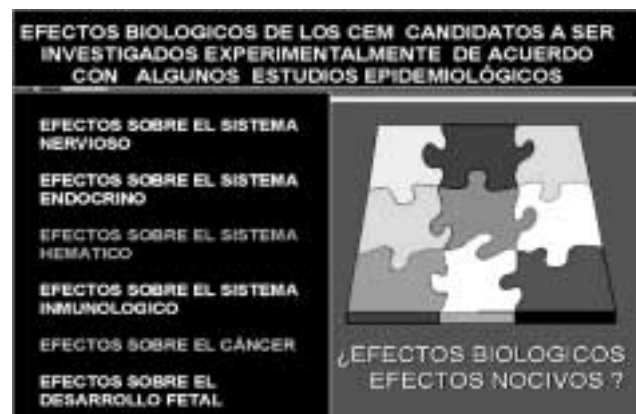 EFECTOS BIOLOGICOS DE LOS CEM CANDIDATOS A SER
INVESTIGADOS EXPERIMENTALMENTE DE ACUERDO
CON ALGUNOS ESTUDIOS EPIDEMIOLÓGICOS
EFECTOS SOBRE EL SISTEMA
NERVIOSO
EFECTOS SOBRE EL SISTEMA
ENDOCRINO
EFECTOS SOBRE EL SISTEMA
HEMATICO
EFECTOS SOBRE EL SISTEMA
INMUNOLOGICO
EFECTOS SOBRE EL CÁNCER
EFECTOS SOBRE EL
DESARROLLO FETAL
¿EFECTOS BIOLOGICOS
EFECTOS NOCIVOS ?